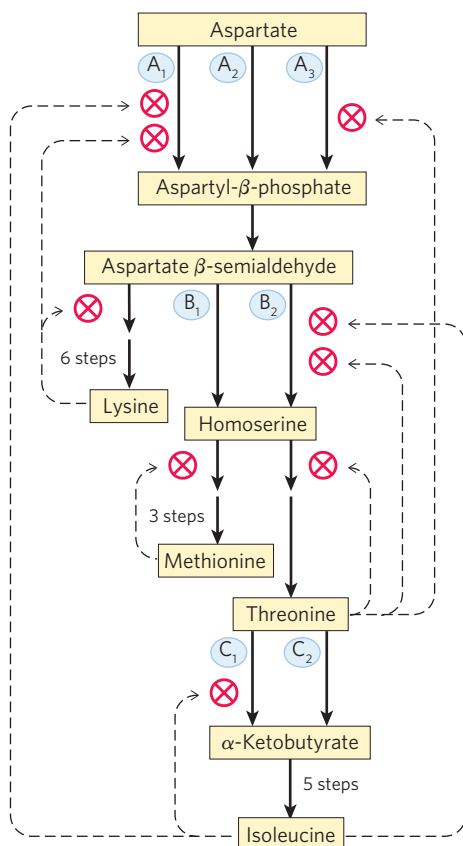 Aspartate
A₁ A₂ A₃
Aspartyl-β-phosphate
Aspartate β-semialdehyde
B₁ B₂
6 steps
Lysine
Homoserine
3 steps
Methionine
Threonine
C₁ C₂
α-Ketobutyrate
5 steps
Isoleucine